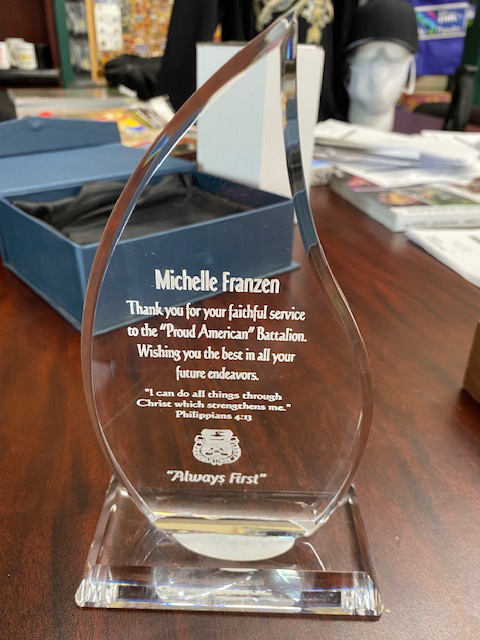 Michelle Franzen
Thank you for your faithful service
to the "Proud American" Battalion.
Wishing you the best in all your
future endeavors.
"I can do all things through
Christ which strengthens me."
Philippians 4:13
"Always First"